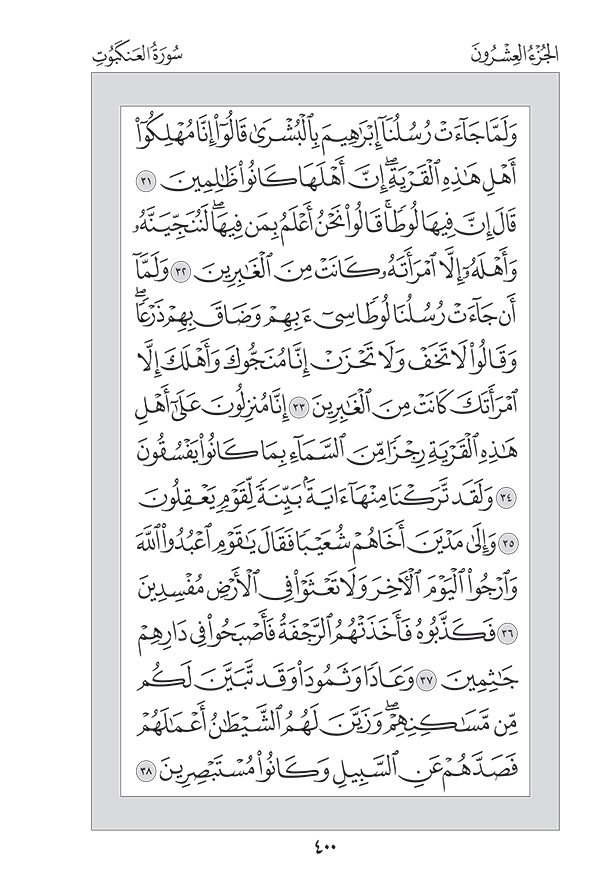 الجُزْءُ العِشْرُونَ
سُورَةُ العَنكَبُوتِ
وَلَمَّا جَآءَتْ رُسُلُنَآ إِبْرَٰهِيمَ بِٱلْبُشْرَىٰ قَالُوٓا۟ إِنَّا مُهْلِكُوٓا۟
أَهْلِ هَٰذِهِ ٱلْقَرْيَةِ ۖ إِنَّ أَهْلَهَا كَانُوا۟ ظَٰلِمِينَ ٣١
قَالَ إِنَّ فِيهَا لُوطًا ۚ قَالُوا۟ نَحْنُ أَعْلَمُ بِمَن فِيهَا ۖ لَنُنَجِّيَنَّهُۥ
وَأَهْلَهُۥٓ إِلَّا ٱمْرَأَتَهُۥ كَانَتْ مِنَ ٱلْغَٰبِرِينَ ٣٢ وَلَمَّآ
أَن جَآءَتْ رُسُلُنَا لُوطًا سِىٓءَ بِهِمْ وَضَاقَ بِهِمْ ذَرْعًا ۖ
وَقَالُوا۟ لَا تَخَفْ وَلَا تَحْزَنْ إِنَّا مُنَجُّوكَ وَأَهْلَكَ إِلَّا
ٱمْرَأَتَكَ كَانَتْ مِنَ ٱلْغَٰبِرِينَ ٣٣ إِنَّا مُنزِلُونَ عَلَىٰٓ أَهْلِ
هَٰذِهِ ٱلْقَرْيَةِ رِجْزًا مِّنَ ٱلسَّمَآءِ بِمَا كَانُوا۟ يَفْسُقُونَ
٣٤ وَلَقَد تَّرَكْنَا مِنْهَآ ءَايَةًۢ بَيِّنَةً لِّقَوْمٍ يَعْقِلُونَ
٣٥ وَإِلَىٰ مَدْيَنَ أَخَاهُمْ شُعَيْبًا فَقَالَ يَٰقَوْمِ ٱعْبُدُوا۟ ٱللَّهَ
وَٱرْجُوا۟ ٱلْيَوْمَ ٱلْءَاخِرَ وَلَا تَعْثَوْا۟ فِى ٱلْأَرْضِ مُفْسِدِينَ
٣٦ فَكَذَّبُوهُ فَأَخَذَتْهُمُ ٱلرَّجْفَةُ فَأَصْبَحُوا۟ فِى دَارِهِمْ
جَٰثِمِينَ ٣٧ وَعَادًا وَثَمُودَا۟ وَقَد تَّبَيَّنَ لَكُم
مِّن مَّسَٰكِنِهِمْ ۖ وَزَيَّنَ لَهُمُ ٱلشَّيْطَٰنُ أَعْمَٰلَهُمْ
فَصَدَّهُمْ عَنِ ٱلسَّبِيلِ وَكَانُوا۟ مُسْتَبْصِرِينَ ٣٨
٤٠٠